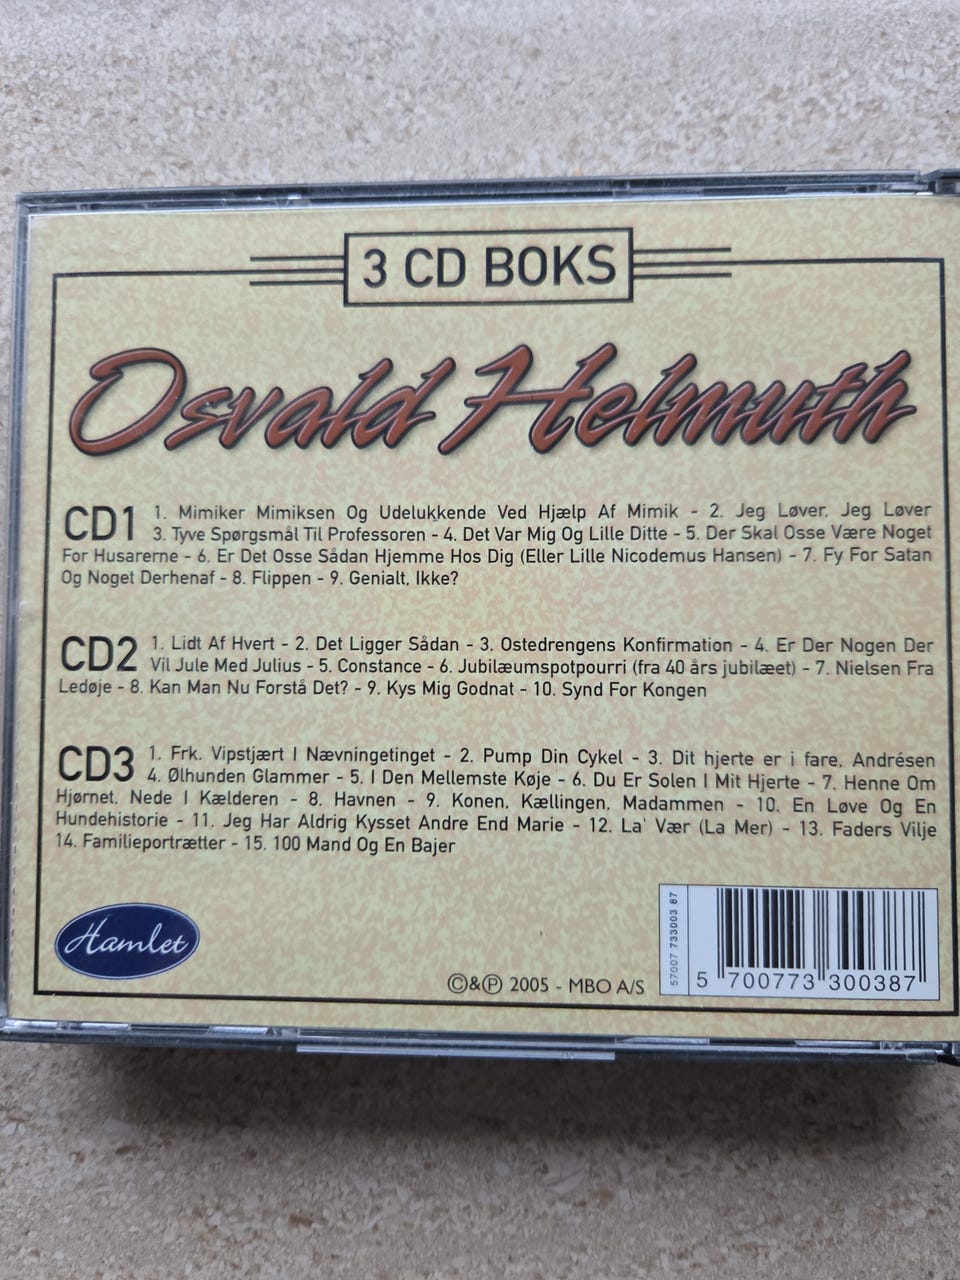 3 CD BOKS
Osvald Helmuth
CD1 1. Mimiker Mimiksen Og Udelukkende Ved Hjælp Af Mimik - 2. Jeg Løver, Jeg Løver
3. Tyve Spørgsmål Til Professoren - 4. Det Var Mig Og Lille Ditte - 5. Der Skal Osse Være Noget
For Husarerne - 6. Er Det Osse Sådan Hjemme Hos Dig (Eller Lille Nicodemus Hansen) - 7. Fy For Satan
Og Noget Derhenaf - 8. Flippen - 9. Genialt, Ikke?
CD2 1. Lidt Af Hvert - 2. Det Ligger Sådan - 3. Ostedrengens Konfirmation - 4. Er Der Nogen Der
Vil Jule Med Julius - 5. Constance - 6. Jubilæumspotpourri (fra 40 års jubilæet) - 7. Nielsen Fra
Ledøje - 8. Kan Man Nu Forstå Det? - 9. Kys Mig Godnat - 10. Synd For Kongen
CD3 1. Frk. Vipstjært I Nævningetinget - 2. Pump Din Cykel - 3. Dit hjerte er i fare, Andrésen
4. Ølhunden Glammer - 5. I Den Mellemste Køje - 6. Du Er Solen I Mit Hjerte - 7. Henne Om
Hjørnet, Nede I Kælderen - 8. Havnen - 9. Konen, Kællingen, Madammen - 10. En Løve Og En
Hundehistorie - 11. Jeg Har Aldrig Kysset Andre End Marie - 12. La' Vær (La Mer) - 13. Faders Vilje
14. Familieportrætter - 15. 100 Mand Og En Bajer
Hamlet
©&℗ 2005 - MBO A/S
57007 733003 87
5 700773 300387